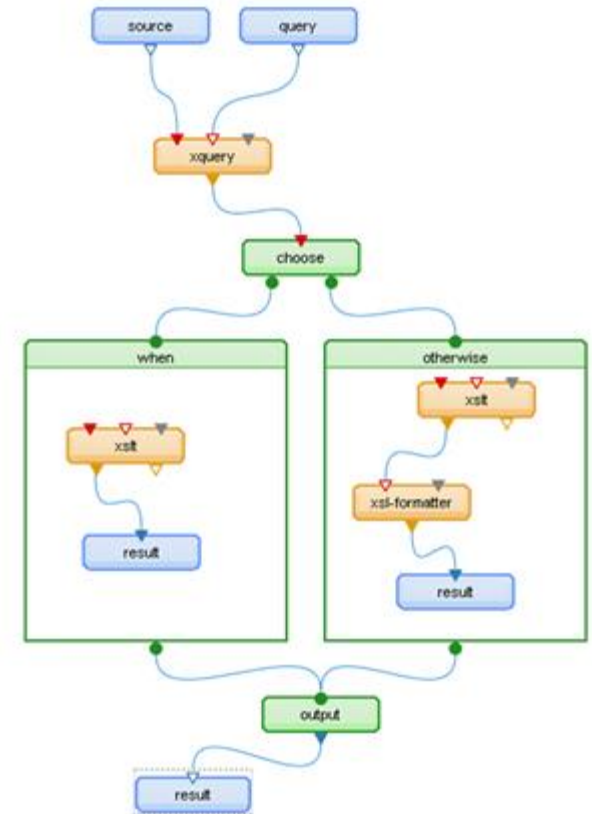 source
query
xquery
choose
when
otherwise
xslt
xslt
xsl-formatter
result
result
output
result